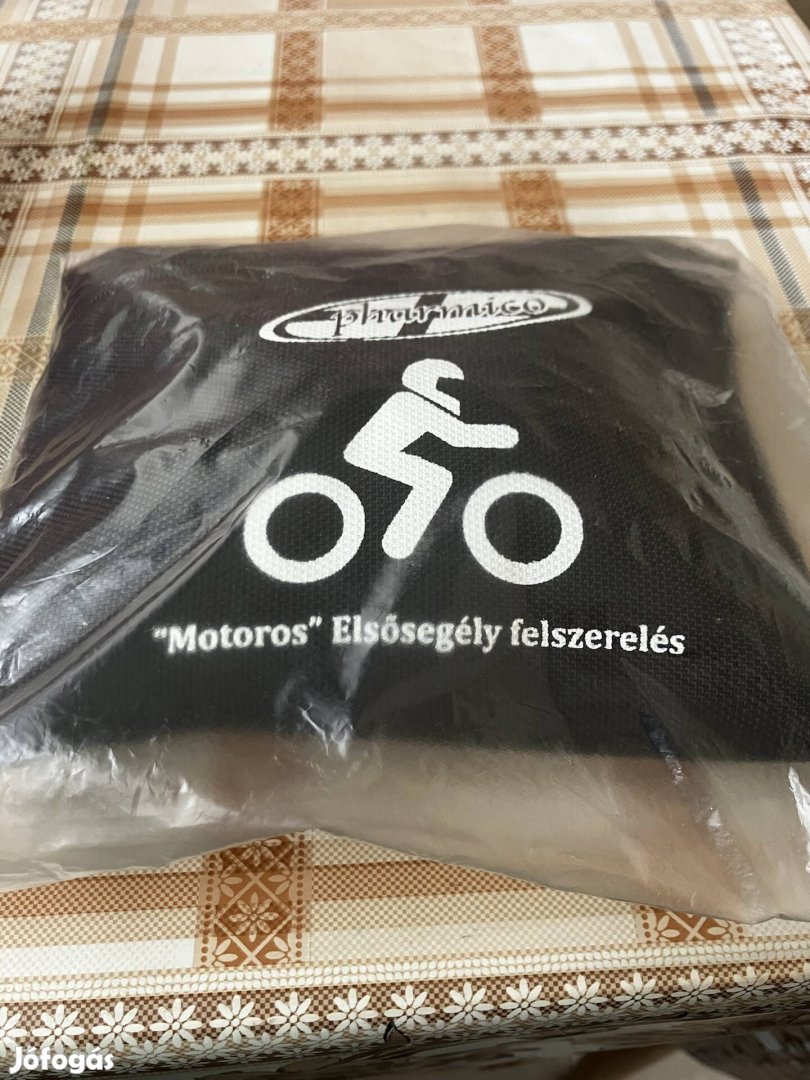 pharmico
"Motoros" Elsősegély felszerelés
Jófogás